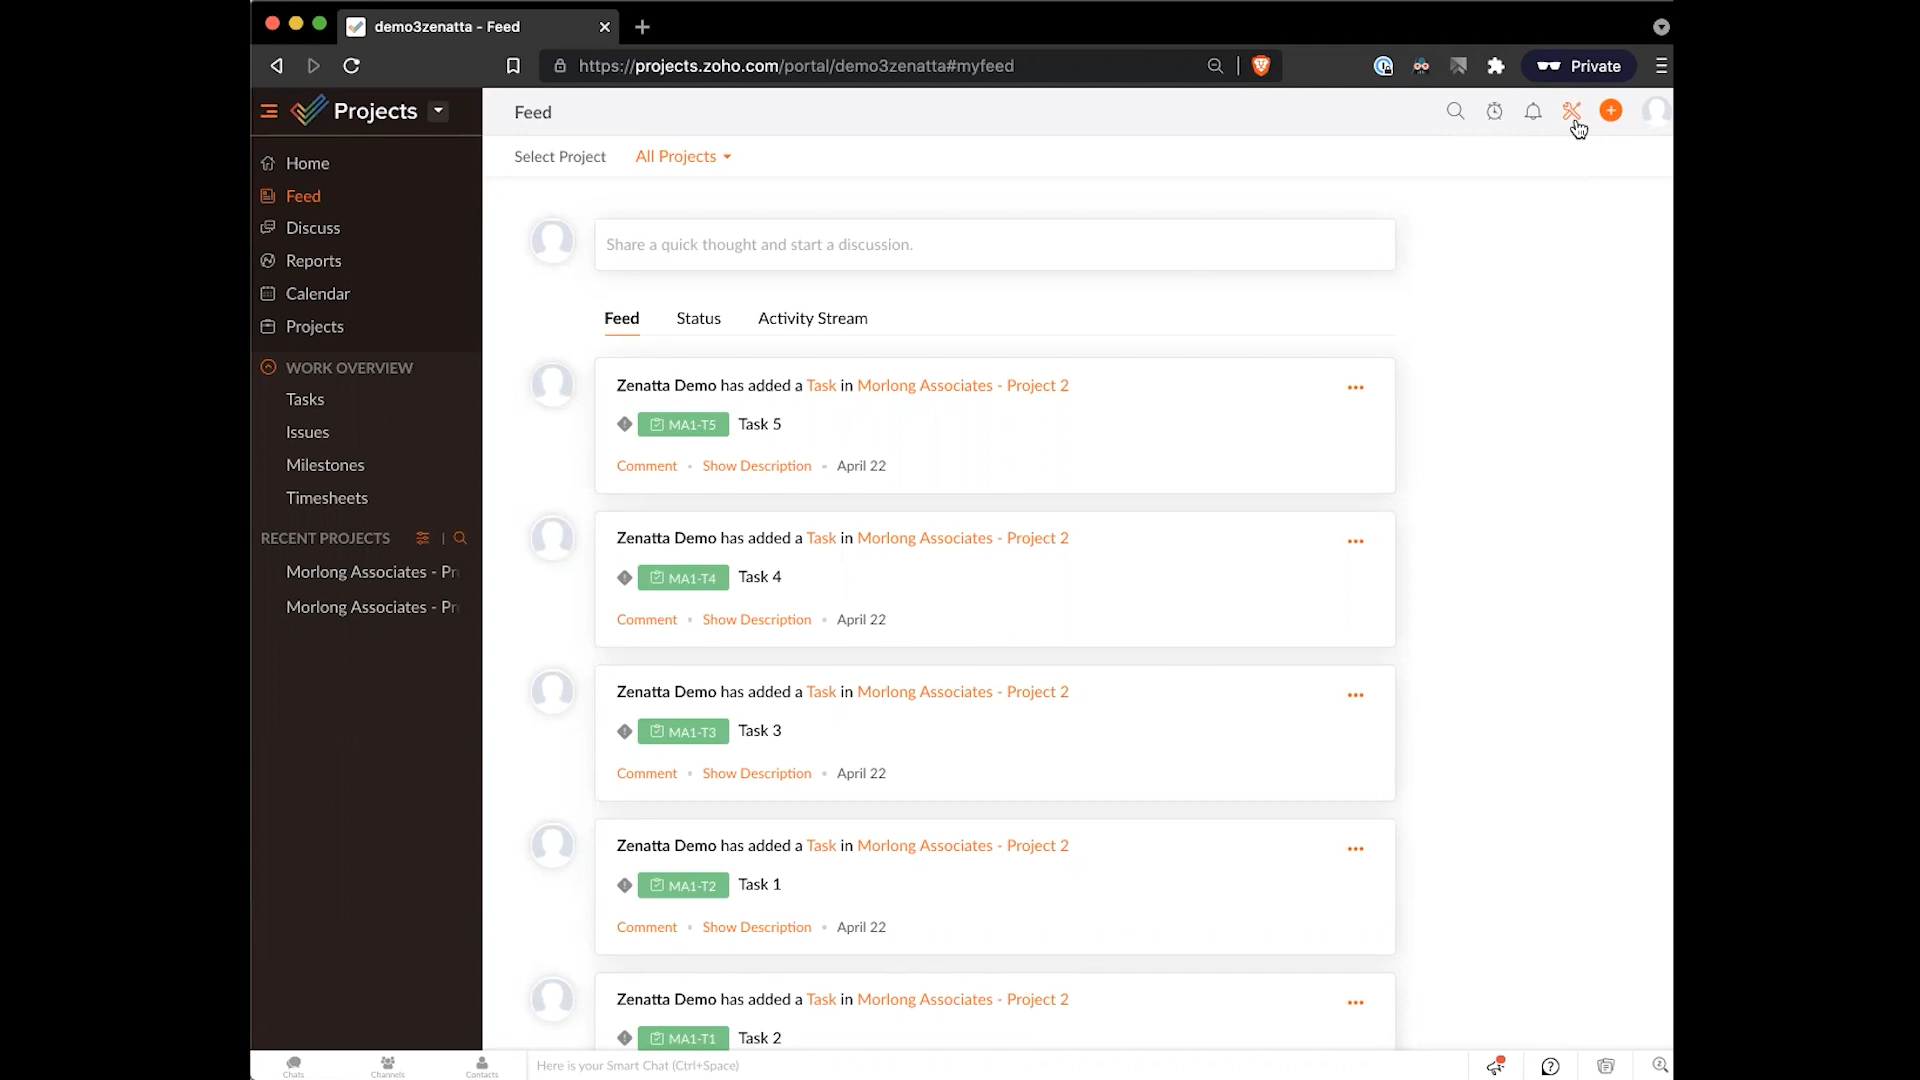 demo3zenatta - Feed
https://projects.zoho.com/portal/demo3zenatta#myfeed
Private
Projects
Feed
Select Project All Projects
Home
Feed
Discuss
Reports
Calendar
Projects
WORK OVERVIEW
Tasks
Issues
Milestones
Timesheets
RECENT PROJECTS
Morlong Associates - Pr
Morlong Associates - Pr
Share a quick thought and start a discussion.
Feed Status Activity Stream
Zenatta Demo has added a Task in Morlong Associates - Project 2
MA1-T5 Task 5
Comment Show Description April 22
Zenatta Demo has added a Task in Morlong Associates - Project 2
MA1-T4 Task 4
Comment Show Description April 22
Zenatta Demo has added a Task in Morlong Associates - Project 2
MA1-T3 Task 3
Comment Show Description April 22
Zenatta Demo has added a Task in Morlong Associates - Project 2
MA1-T2 Task 1
Comment Show Description April 22
Zenatta Demo has added a Task in Morlong Associates - Project 2
MA1-T1 Task 2
Chats Channels Contacts Here is your Smart Chat (Ctrl+Space)